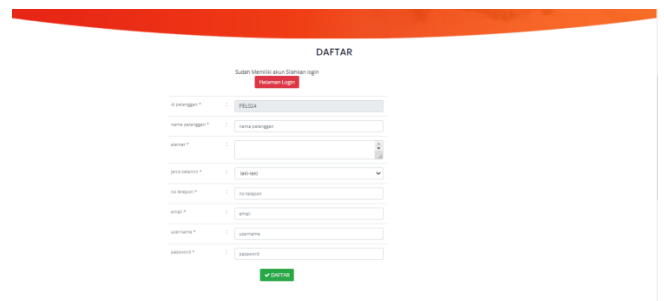 DAFTAR
Sudah Memiliki akun Silahkan login
Halaman Login
id pelanggan * : PEL024
nama pelanggan * : nama pelanggan
alamat * :
jenis kelamin * : laki-laki
no telepon * : no telepon
email * : email
username * : username
password * : password
✔ DAFTAR